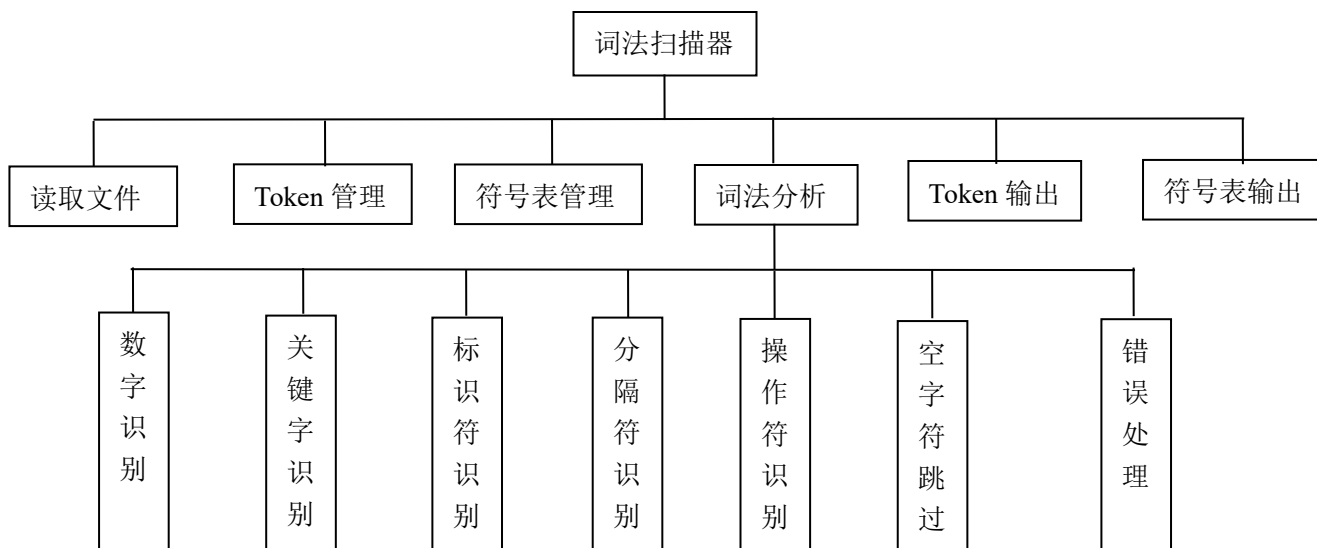 词法扫描器
读取文件
Token 管理
符号表管理
词法分析
Token 输出
符号表输出
数字识别
关键字识别
标识符识别
分隔符识别
操作符识别
空字符跳过
错误处理